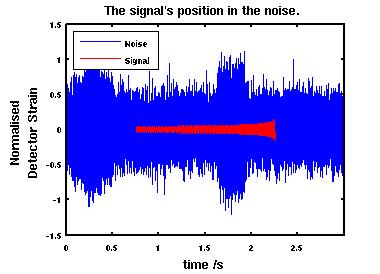 The signal's position in the noise.
Noise
Signal
Normalised
Detector Strain
1.5
1
0.5
0
-0.5
-1
-1.5
0 0.5 1 1.5 2 2.5
time /s